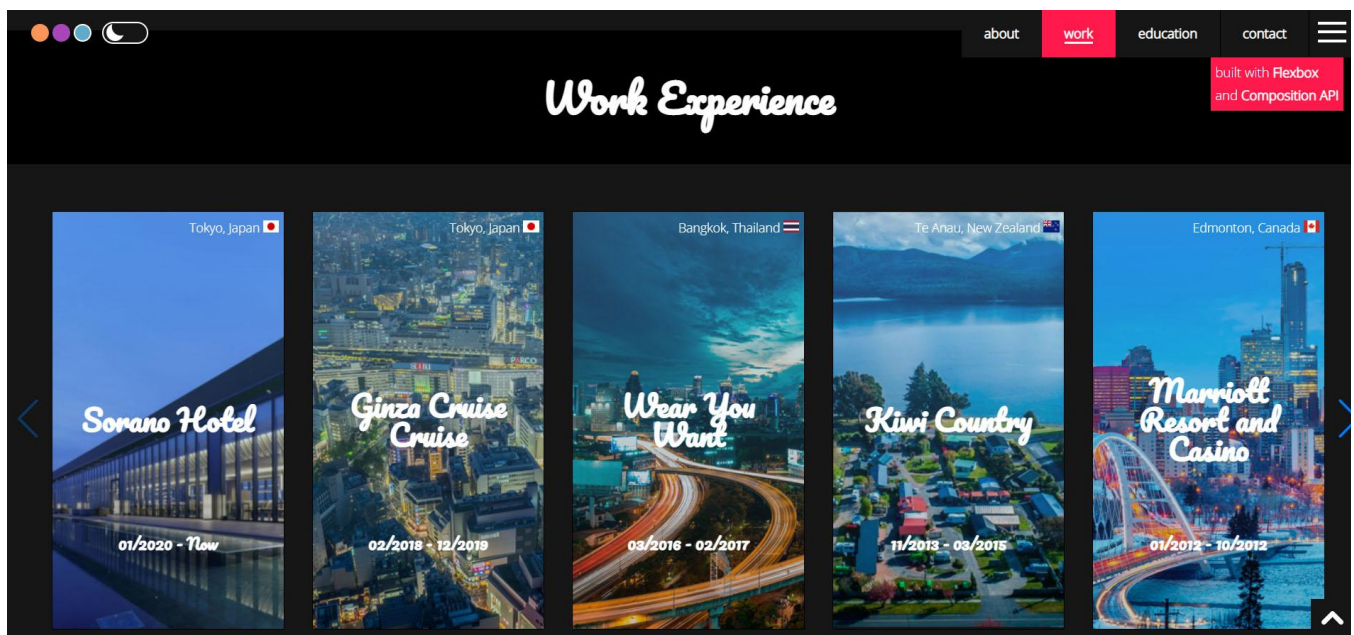 about
work
education
contact
built with Flexbox
and Composition API
Work Experience
Tokyo, Japan
Sorano Hotel
01/2020 - Now
Tokyo, Japan
PARCO
Ginza Cruise
Cruise
02/2018 - 12/2019
Bangkok, Thailand
Wear You
Want
03/2016 - 02/2017
Te Anau, New Zealand
Kiwi Country
11/2013 - 03/2015
Edmonton, Canada
Marriott
Resort and
Casino
01/2012 - 10/2012